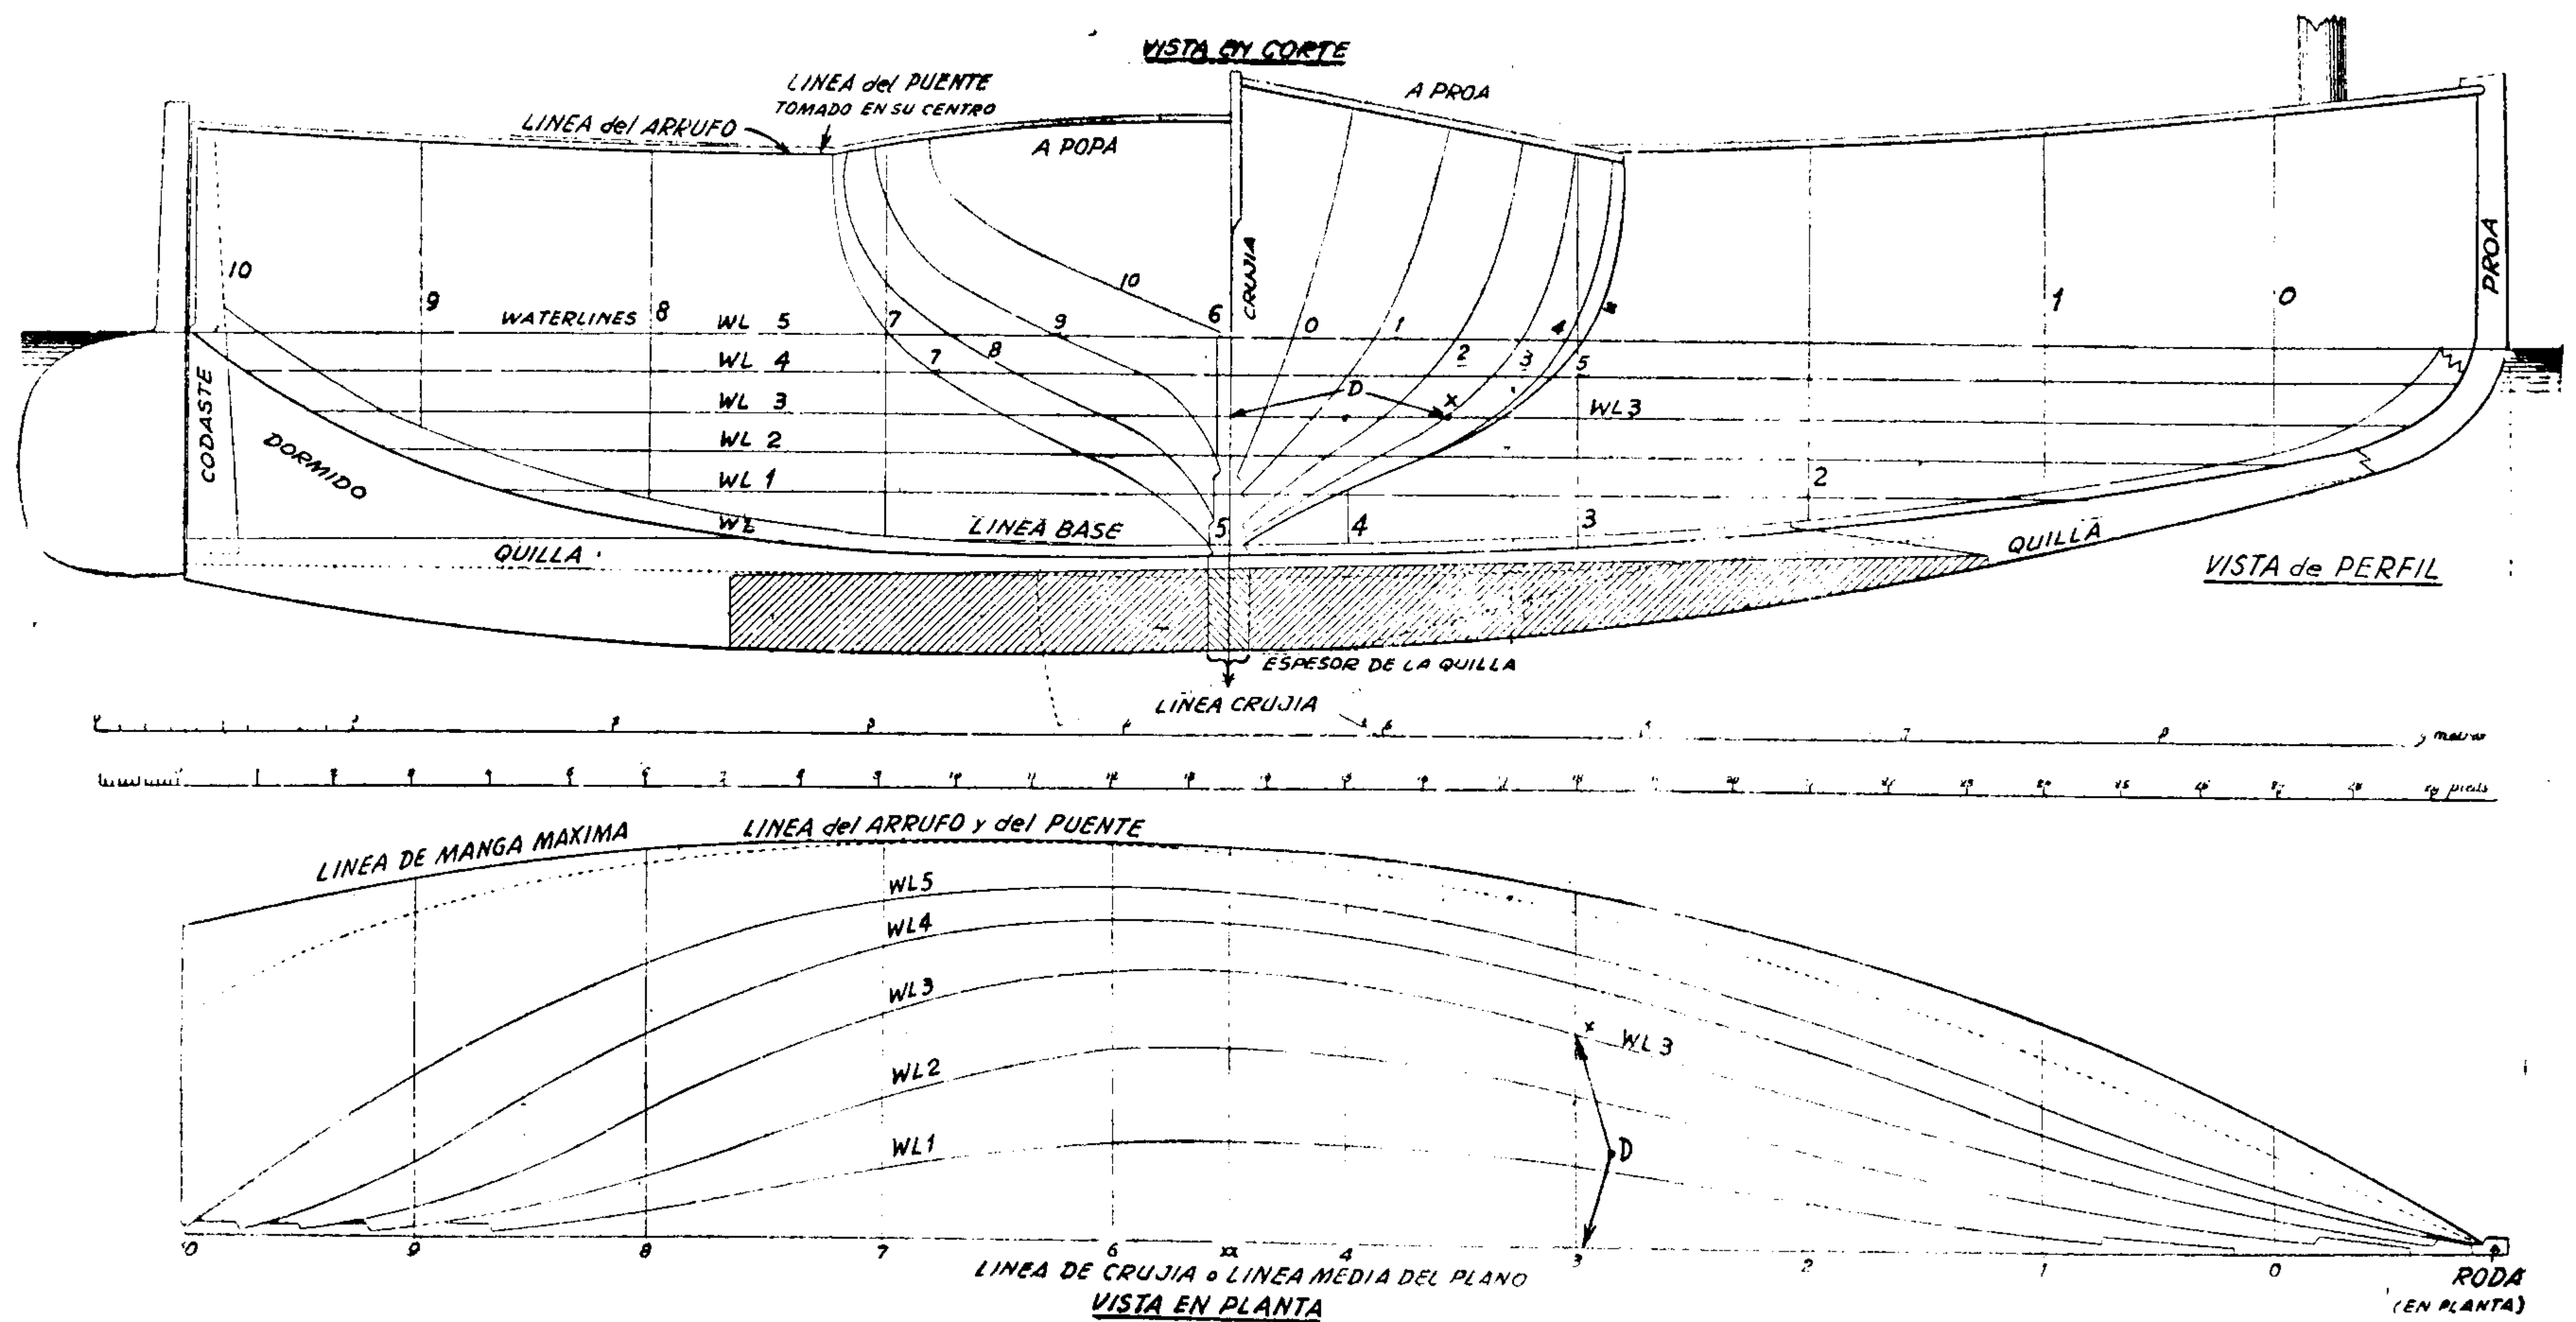 VISTA EN CORTE
LINEA del PUENTE
TOMADO EN SU CENTRO
LINEA del ARRUFO
A POPA
A PROA
CRUJIA
PROA
10
9
8
7
6
10
9
8
7
0
1
2
3
4
5
1
0
WATERLINES
WL 5
WL 4
WL 3
WL 2
WL 1
WL
D
x
WL3
CODASTE
DORMIDO
LINEA BASE
5
4
3
2
QUILLA
QUILLA
VISTA de PERFIL
ESPESOR DE LA QUILLA
LINEA CRUJIA
pieds
LINEA DE MANGA MAXIMA
LINEA del ARRUFO y del PUENTE
WL5
WL4
WL3
x
WL3
WL2
WL1
D
10 9 8 7 6 4 3 2 1 0
LINEA DE CRUJIA o LINEA MEDIA DEL PLANO
RODA
(EN PLANTA)
VISTA EN PLANTA